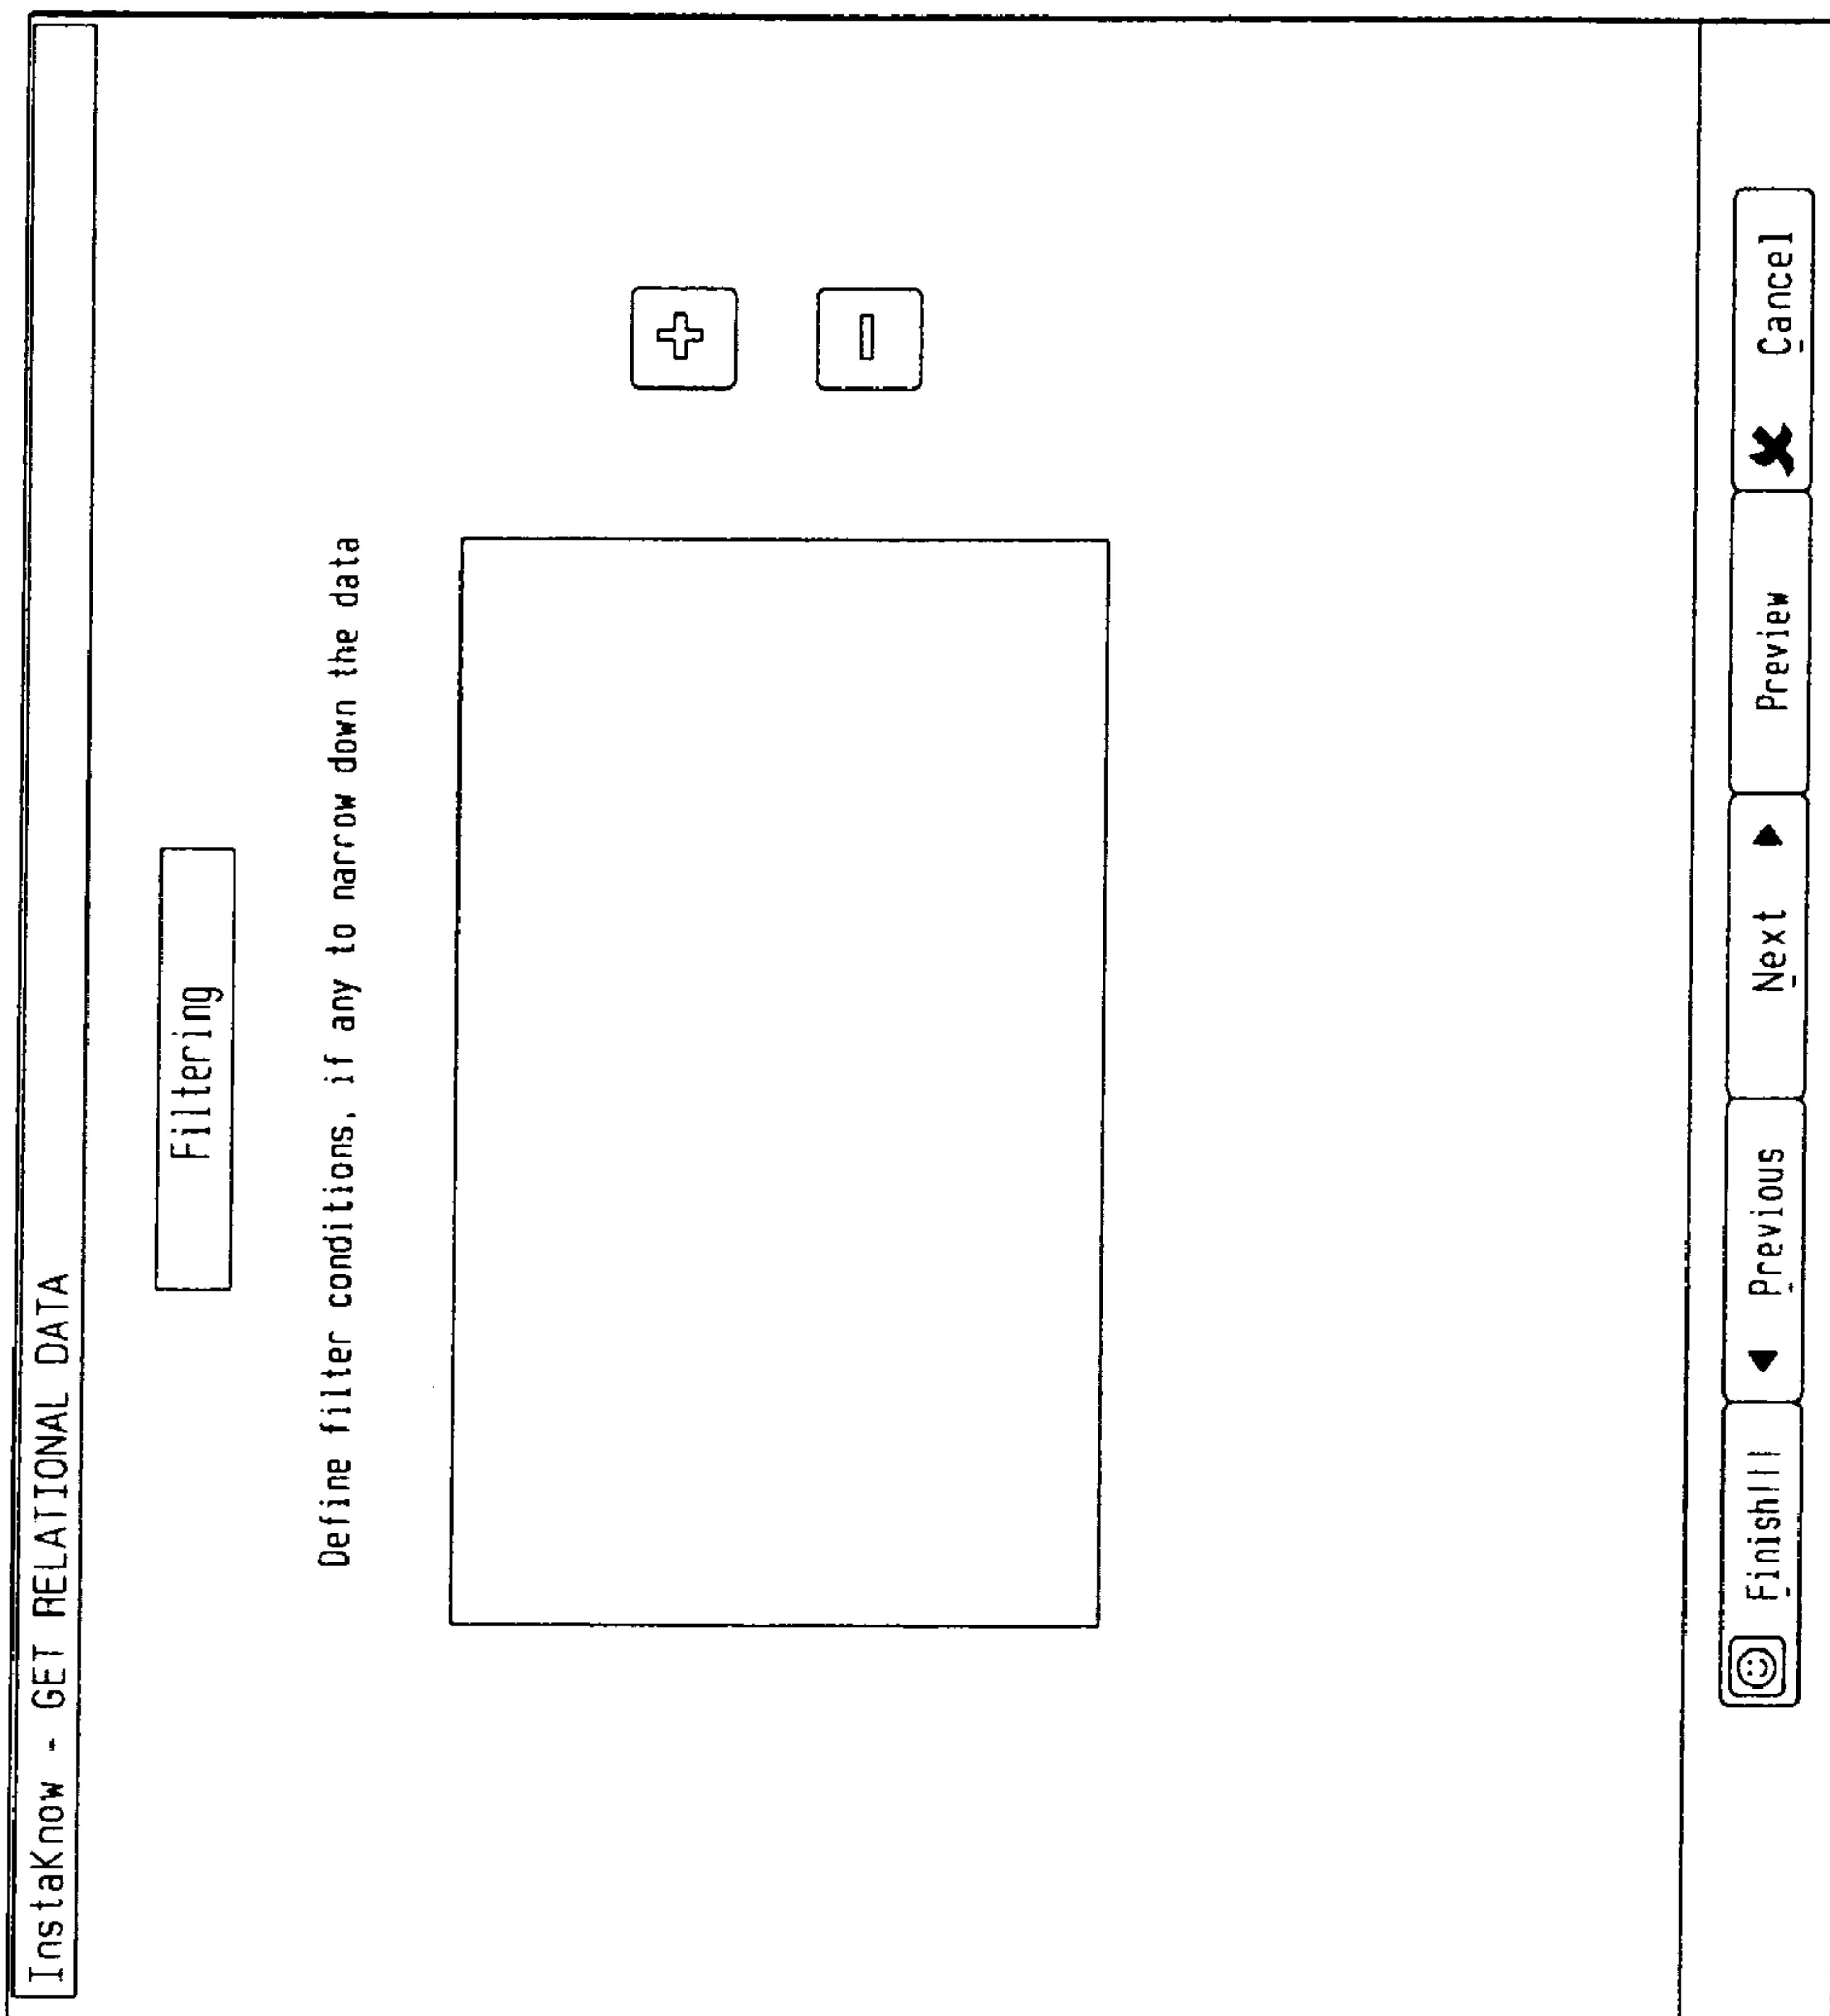 InstaKnow - GET RELATIONAL DATA
Filtering
Define filter conditions, if any to narrow down the data
+
-
Finish!!!
Previous
Next
Preview
Cancel